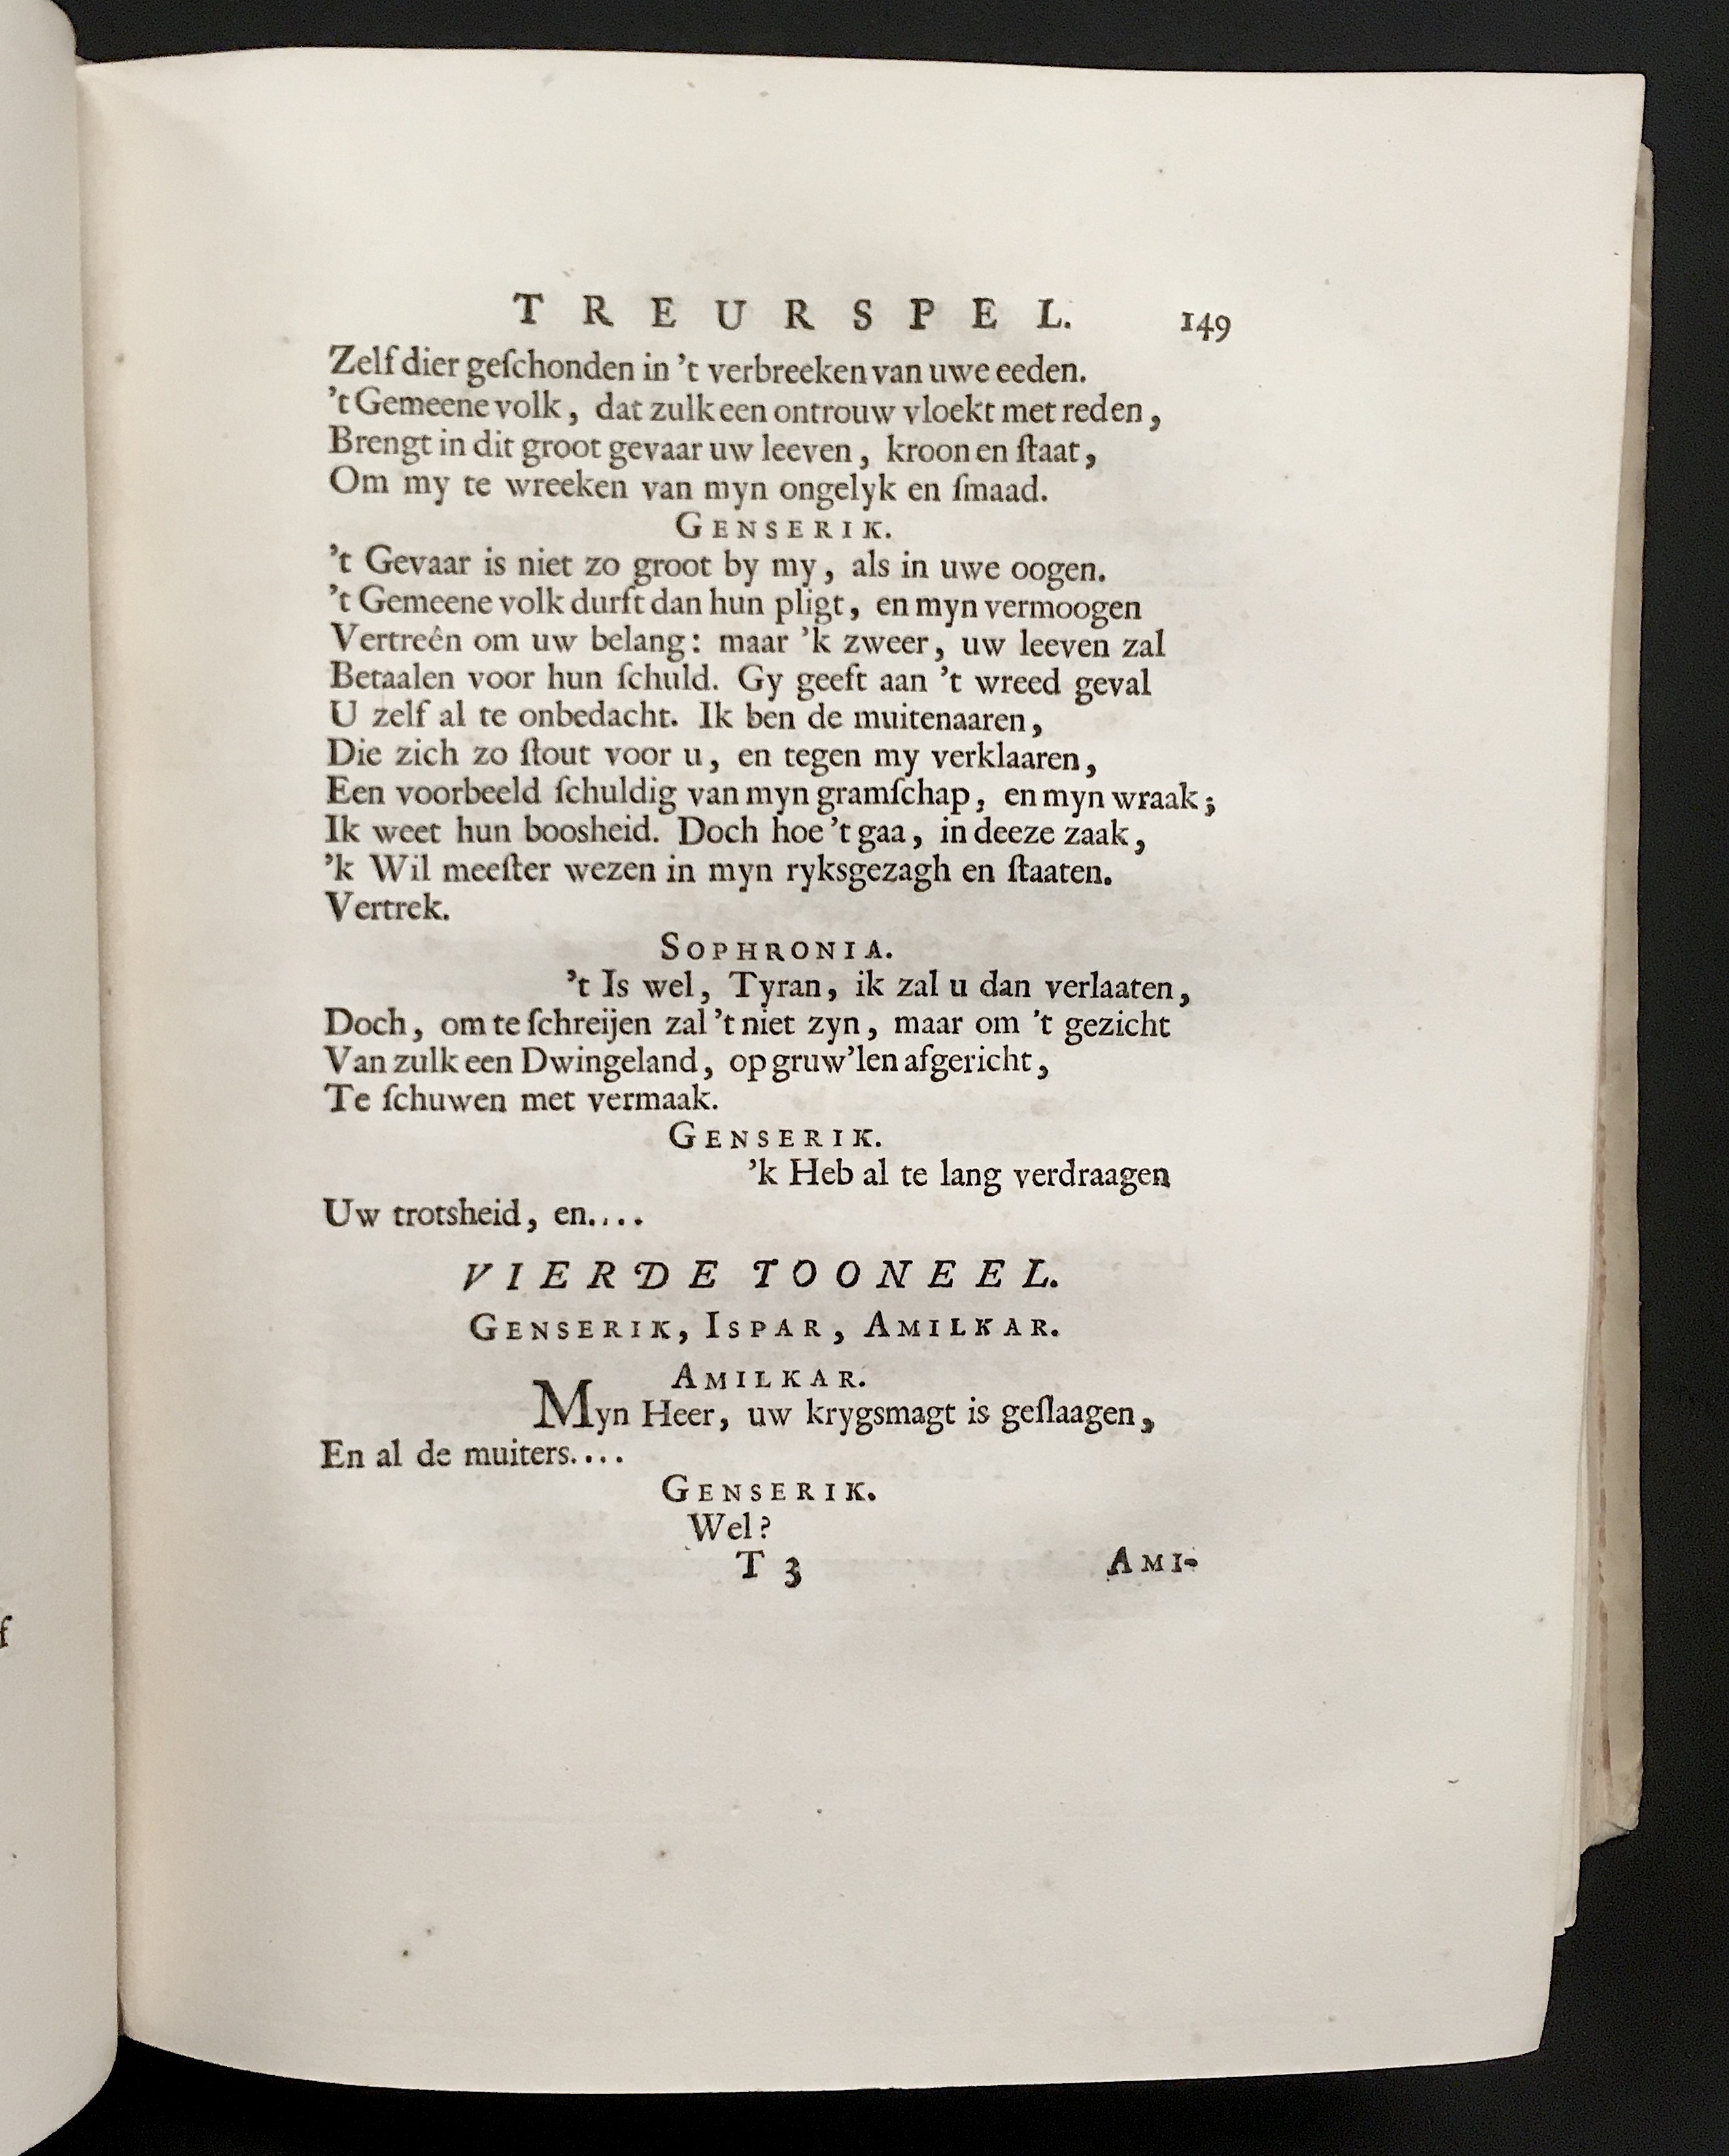 TREURSPEL. 149
Zelf dier geſchonden in 't verbreeken van uwe eeden.
't Gemeene volk, dat zulk een ontrouw vloekt met reden,
Brengt in dit groot gevaar uw leeven, kroon en ſtaat,
Om my te wreeken van myn ongelyk en ſmaad.
GENSERIK.
't Gevaar is niet zo groot by my, als in uwe oogen.
't Gemeene volk durft dan hun pligt, en myn vermoogen
Vertreên om uw belang: maar 'k zweer, uw leeven zal
Betaalen voor hun ſchuld. Gy geeft aan 't wreed geval
U zelf al te onbedacht. Ik ben de muitenaaren,
Die zich zo ſtout voor u, en tegen my verklaaren,
Een voorbeeld ſchuldig van myn gramſchap, en myn wraak;
Ik weet hun boosheid. Doch hoe 't gaa, in deeze zaak,
'k Wil meeſter wezen in myn ryksgezagh en ſtaaten.
Vertrek.
SOPHRONIA.
't Is wel, Tyran, ik zal u dan verlaaten,
Doch, om te ſchreijen zal 't niet zyn, maar om 't gezicht
Van zulk een Dwingeland, op gruw'len afgericht,
Te ſchuwen met vermaak.
GENSERIK.
'k Heb al te lang verdraagen
Uw trotsheid, en....
VIERDE TOONEEL.
GENSERIK, ISPAR, AMILKAR.
AMILKAR.
Myn Heer, uw krygsmagt is geſlaagen,
En al de muiters....
GENSERIK.
Wel?
T 3 AMI-